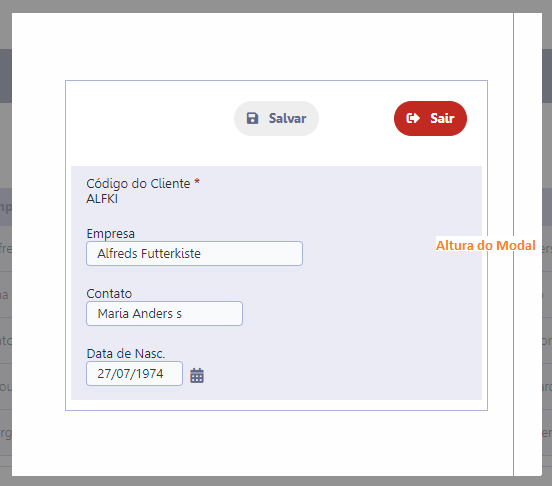 Salvar
Sair
Código do Cliente *
ALFKI
Empresa
Alfreds Futterkiste
Altura do Modal
Contato
Maria Anders s
Data de Nasc.
27/07/1974